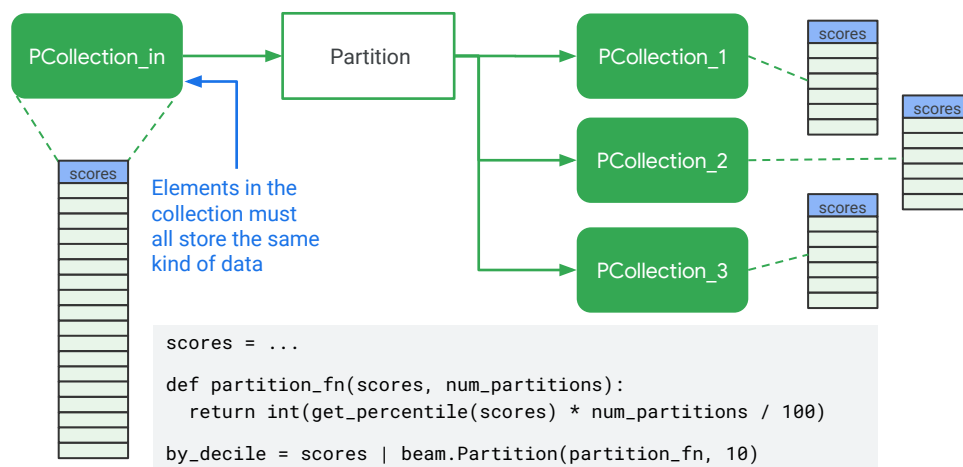 PCollection_in
Partition
PCollection_1
scores
PCollection_2
scores
PCollection_3
scores
scores
Elements in the
collection must
all store the same
kind of data
scores = ...
def partition_fn(scores, num_partitions):
  return int(get_percentile(scores) * num_partitions / 100)
by_decile = scores | beam.Partition(partition_fn, 10)